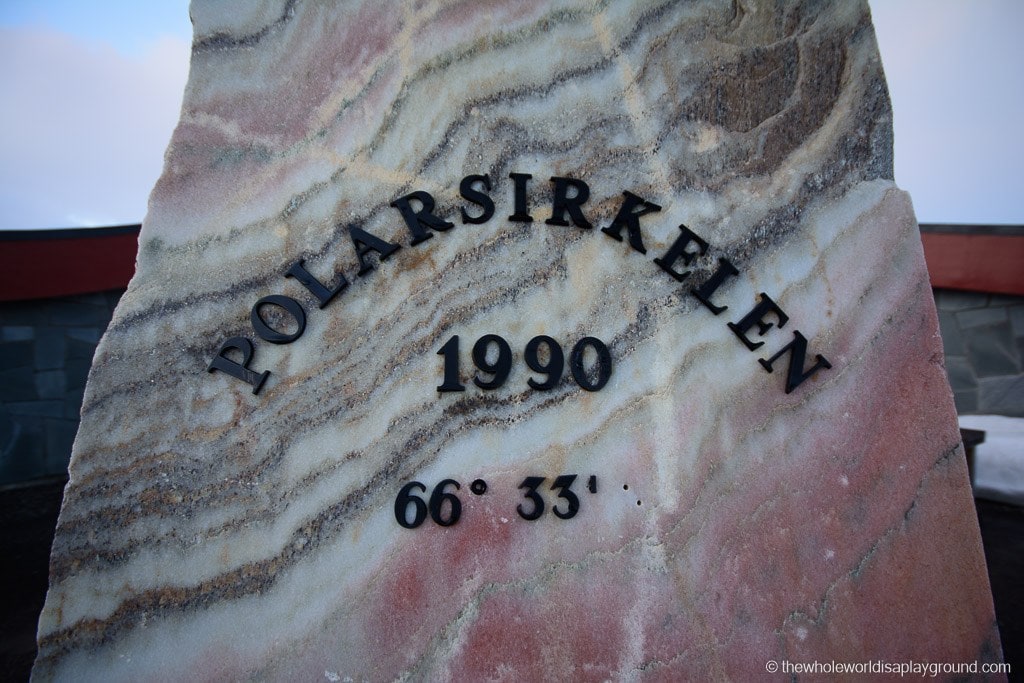 POLARSIRKELEN
1990
66° 33'
© thewholeworldisaplayground.com